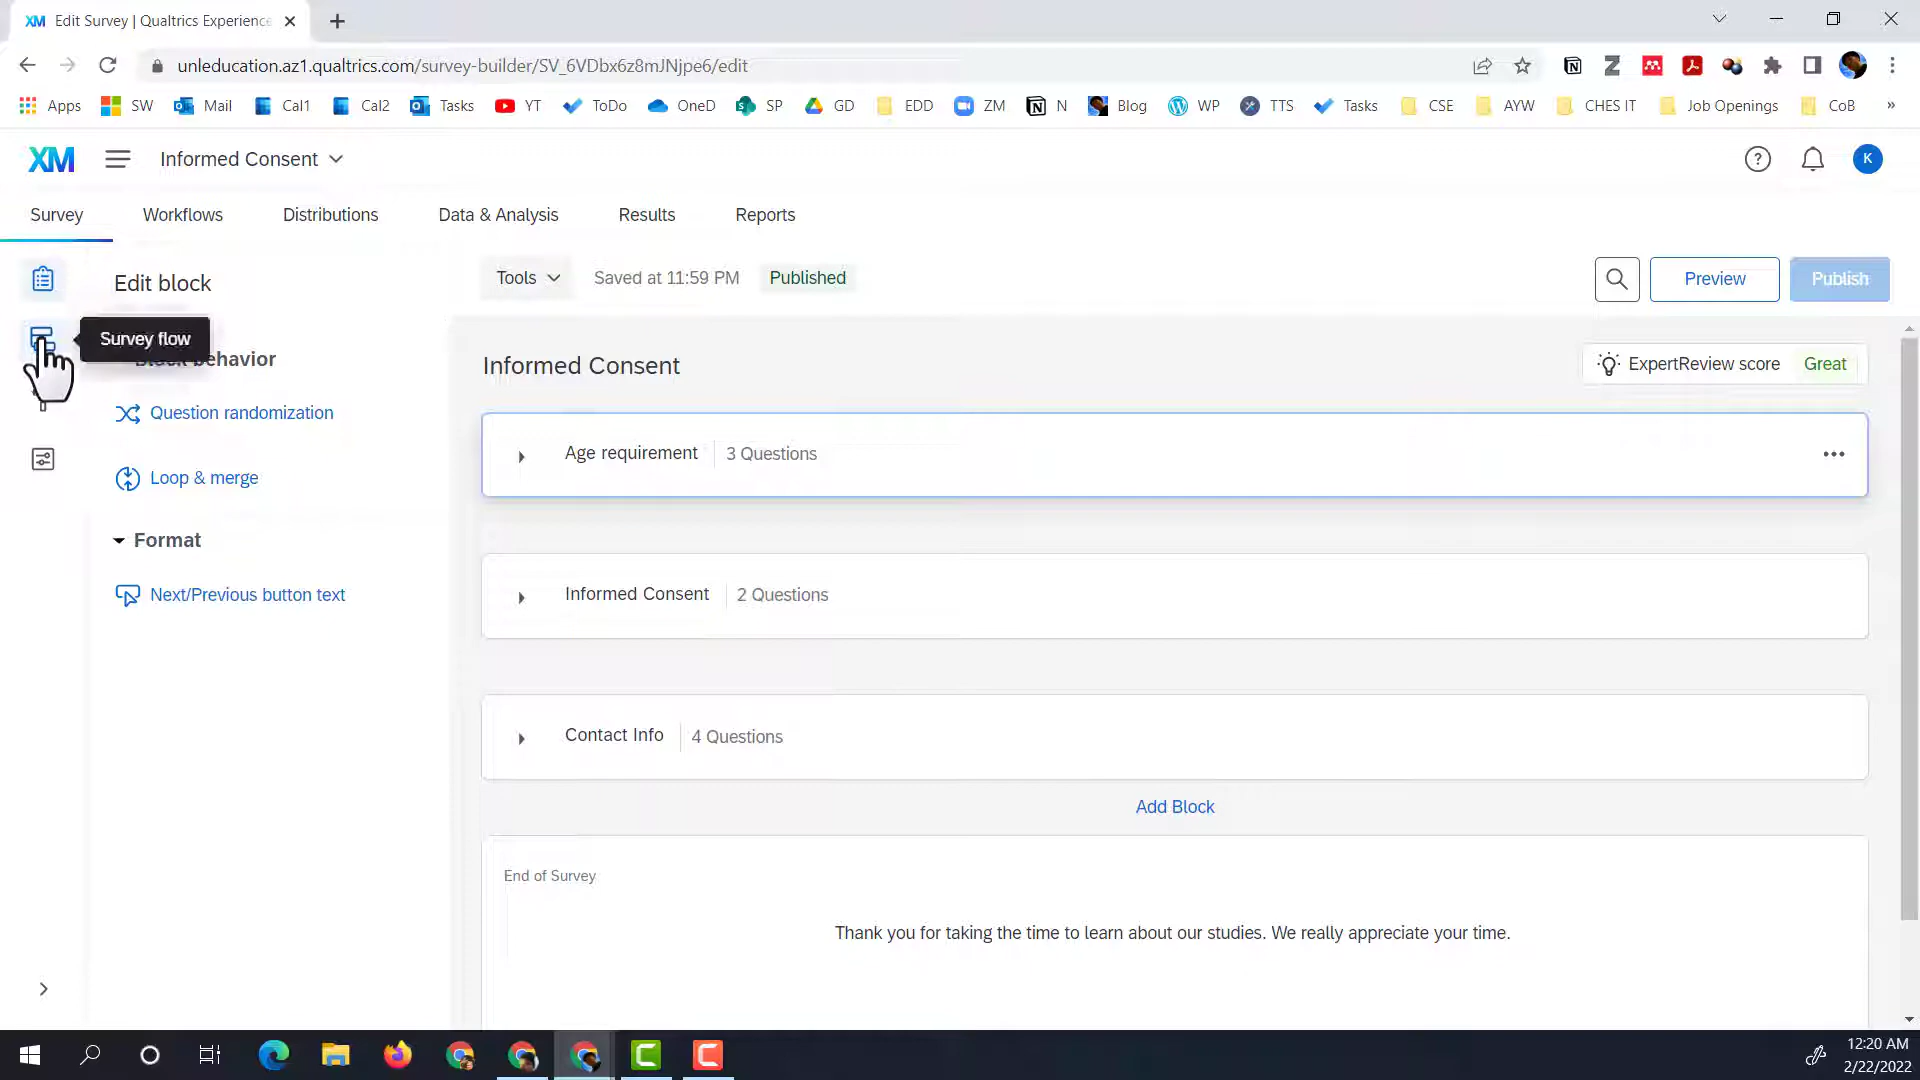 XM Edit Survey | Qualtrics Experience
unleducation.az1.qualtrics.com/survey-builder/SV_6VDbx6z8mJNjpe6/edit
Apps SW Mail Cal1 Cal2 Tasks YT ToDo OneD SP GD EDD ZM N Blog WP TTS Tasks CSE AYW CHES IT Job Openings CoB »
XM Informed Consent K
Survey Workflows Distributions Data & Analysis Results Reports
Edit block
Tools Saved at 11:59 PM Published Preview Publish
Survey flow
Block behavior
Informed Consent
ExpertReview score Great
Question randomization
Age requirement 3 Questions
Loop & merge
Format
Next/Previous button text
Informed Consent 2 Questions
Contact Info 4 Questions
Add Block
End of Survey
Thank you for taking the time to learn about our studies. We really appreciate your time.
12:20 AM
2/22/2022